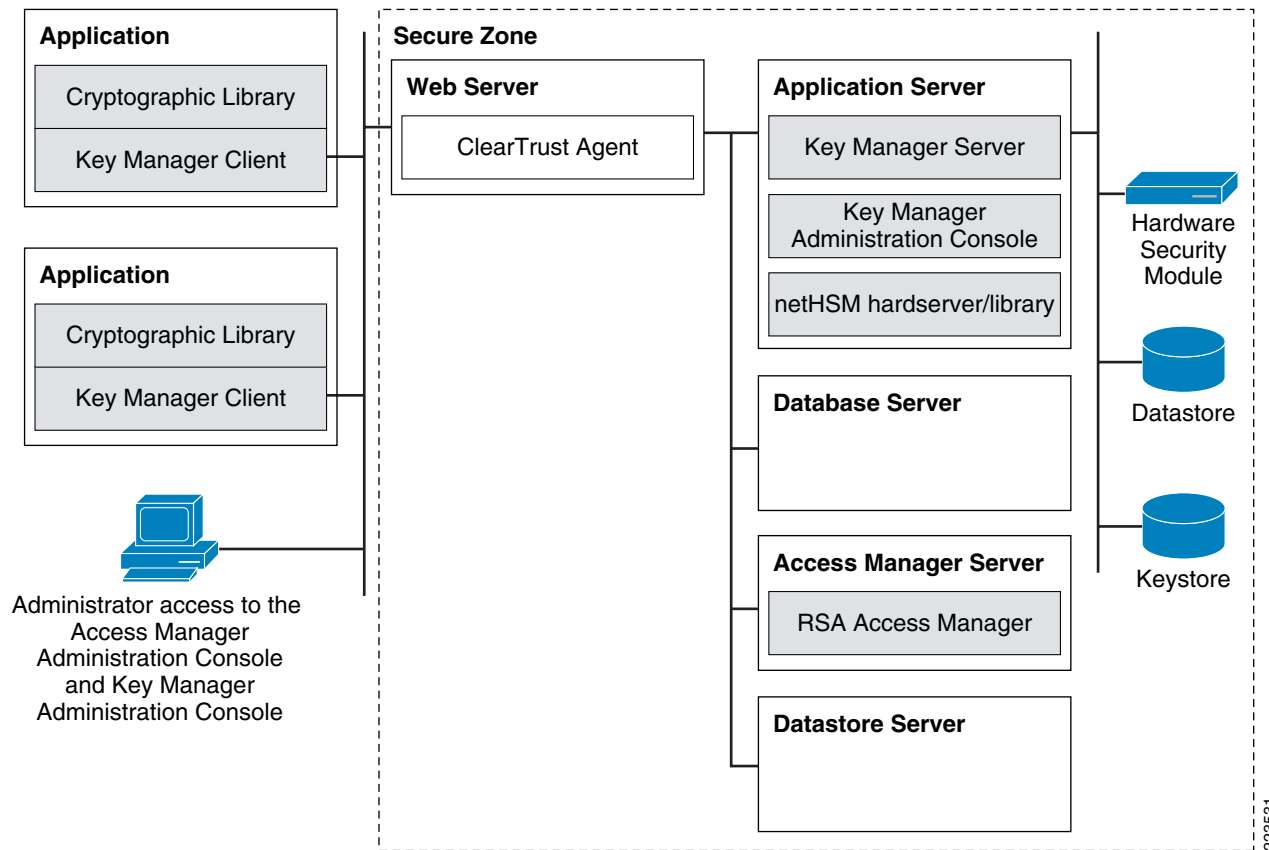 Application
Cryptographic Library
Key Manager Client
Application
Cryptographic Library
Key Manager Client
Administrator access to the
Access Manager
Administration Console
and Key Manager
Administration Console
Secure Zone
Web Server
ClearTrust Agent
Application Server
Key Manager Server
Key Manager
Administration Console
netHSM hardserver/library
Database Server
Access Manager Server
RSA Access Manager
Datastore Server
Hardware
Security
Module
Datastore
Keystore